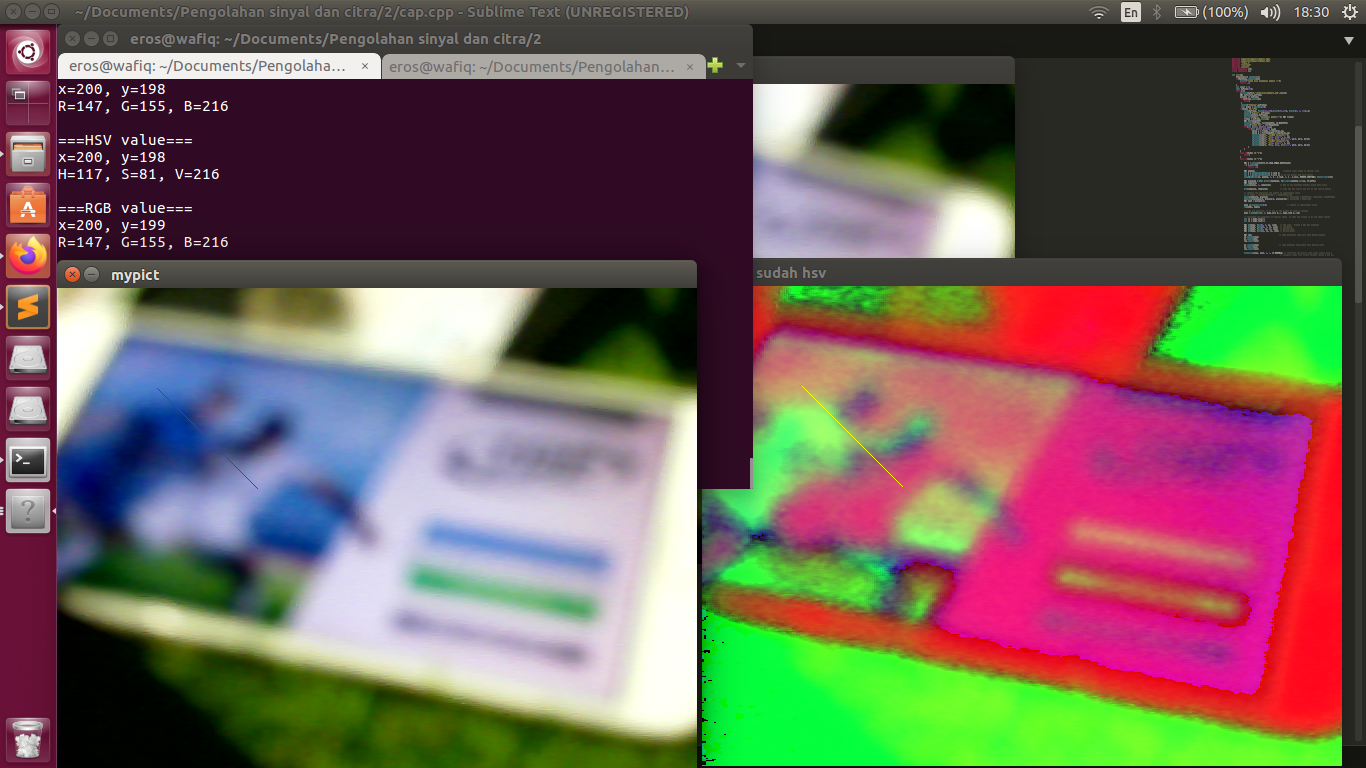 ~/Documents/Pengolahan sinyal dan citra/2/cap.cpp - Sublime Text (UNREGISTERED)
En
(100%)
18:30
eros@wafiq: ~/Documents/Pengolahan sinyal dan citra/2
eros@wafiq: ~/Documents/Pengolaha… ×
eros@wafiq: ~/Documents/Pengolahan… ×
x=200, y=198
R=147, G=155, B=216
===HSV value===
x=200, y=198
H=117, S=81, V=216
===RGB value===
x=200, y=199
R=147, G=155, B=216
mypict
sudah hsv